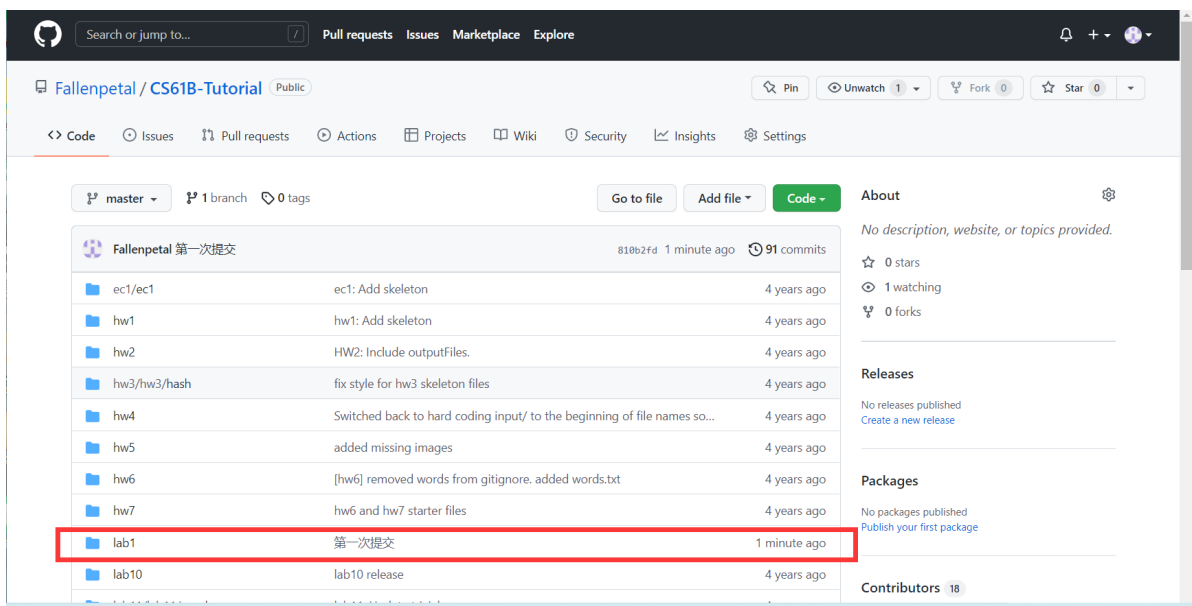 Search or jump to... / Pull requests Issues Marketplace Explore
Fallenpetal / CS61B-Tutorial Public Pin Unwatch 1 Fork 0 Star 0
<> Code Issues Pull requests Actions Projects Wiki Security Insights Settings
master 1 branch 0 tags Go to file Add file Code
Fallenpetal 第一次提交 810b2fd 1 minute ago 91 commits
ec1/ec1 ec1: Add skeleton 4 years ago
hw1 hw1: Add skeleton 4 years ago
hw2 HW2: Include outputFiles. 4 years ago
hw3/hw3/hash fix style for hw3 skeleton files 4 years ago
hw4 Switched back to hard coding input/ to the beginning of file names so... 4 years ago
hw5 added missing images 4 years ago
hw6 [hw6] removed words from gitignore. added words.txt 4 years ago
hw7 hw6 and hw7 starter files 4 years ago
lab1 第一次提交 1 minute ago
lab10 lab10 release 4 years ago
About
No description, website, or topics provided.
0 stars
1 watching
0 forks
Releases
No releases published
Create a new release
Packages
No packages published
Publish your first package
Contributors 18